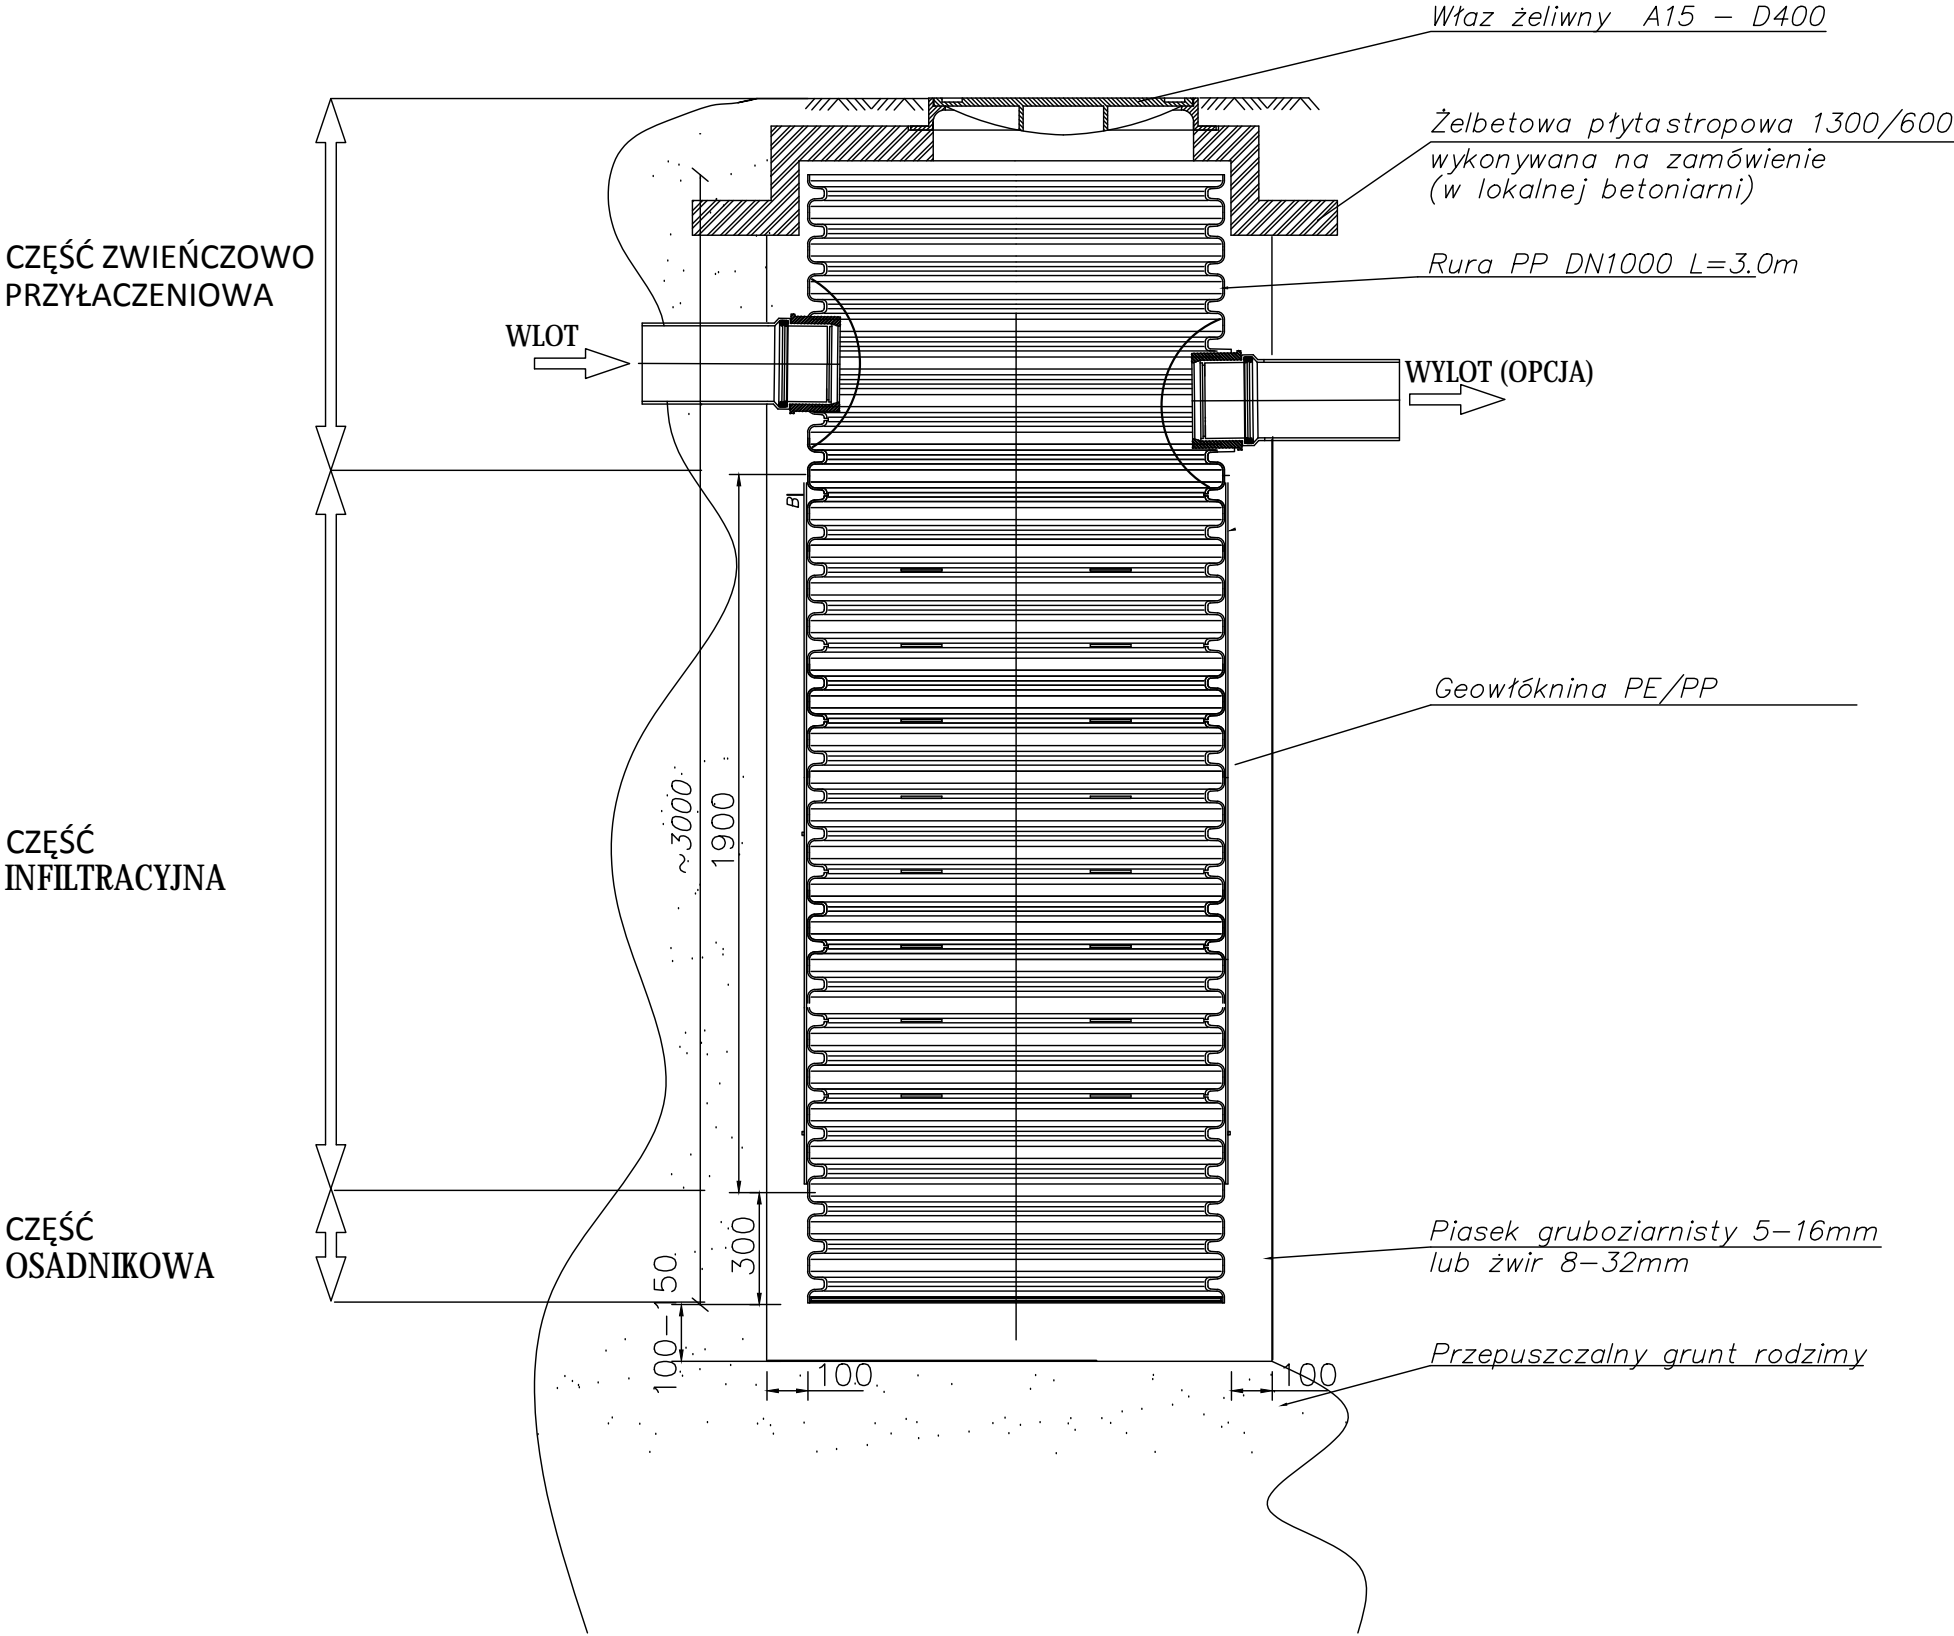 Właz żeliwny A15 – D400
Żelbetowa płyta stropowa 1300/600
wykonywana na zamówienie
(w lokalnej betoniarni)
CZĘŚĆ ZWIEŃCZOWO
PRZYŁACZENIOWA
Rura PP DN1000 L=3.0m
WLOT
WYLOT (OPCJA)
B
Geowłóknina PE/PP
~3000
1900
CZĘŚĆ
INFILTRACYJNA
CZĘŚĆ
OSADNIKOWA
300
Piasek gruboziarnisty 5–16mm
lub żwir 8–32mm
100–150
Przepuszczalny grunt rodzimy
100
100